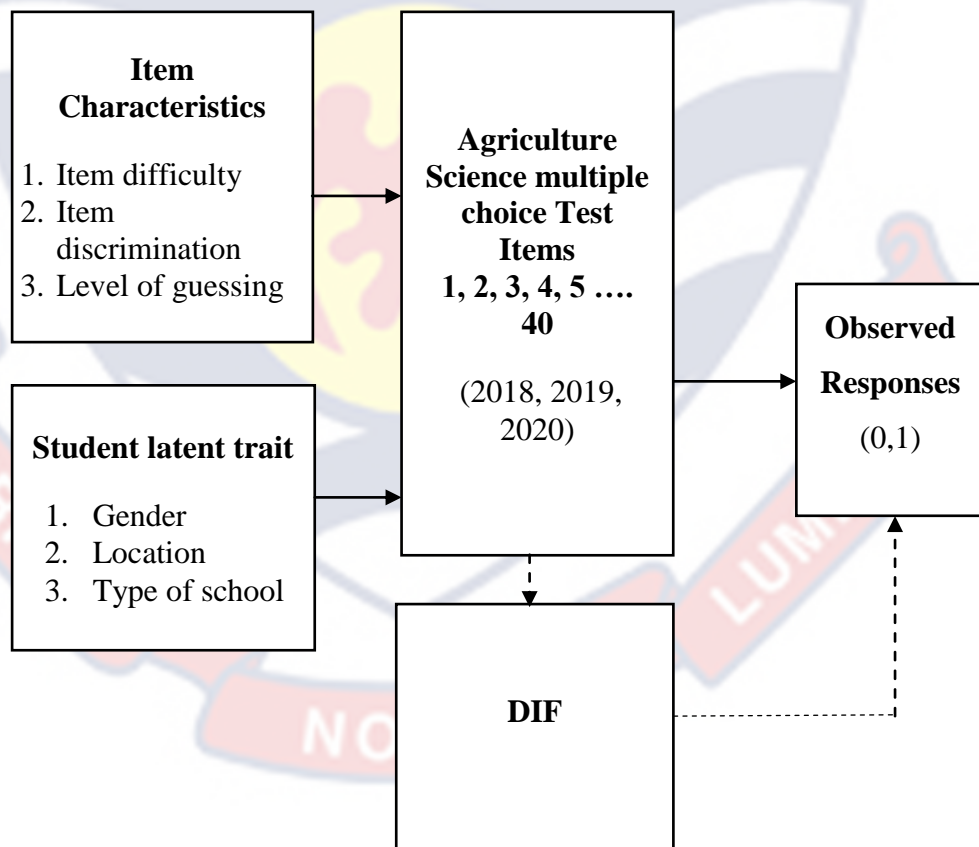 Item
Characteristics
1. Item difficulty
2. Item
discrimination
3. Level of guessing
Agriculture
Science multiple
choice Test
Items
1, 2, 3, 4, 5 ....
40
(2018, 2019,
2020)
Observed
Responses
(0,1)
Student latent trait
1. Gender
2. Location
3. Type of school
DIF
NO
LUM